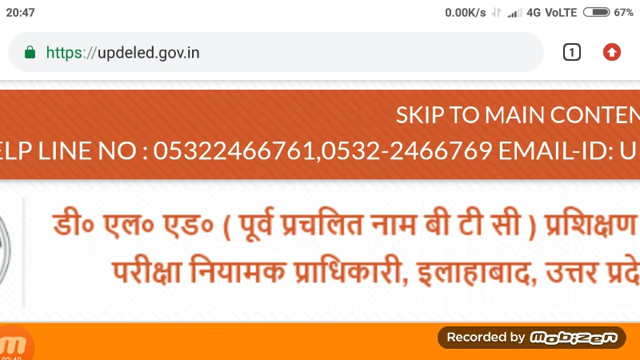 20:47 0.00K/s 4G VoLTE 67%
https://updeled.gov.in 1
SKIP TO MAIN CONTEN
ELP LINE NO : 05322466761,0532-2466769 EMAIL-ID: U
डी० एल० एड० ( पूर्व प्रचलित नाम बी टी सी ) प्रशिक्षण
परीक्षा नियामक प्राधिकारी, इलाहाबाद, उत्तर प्रदे
Recorded by mobizen